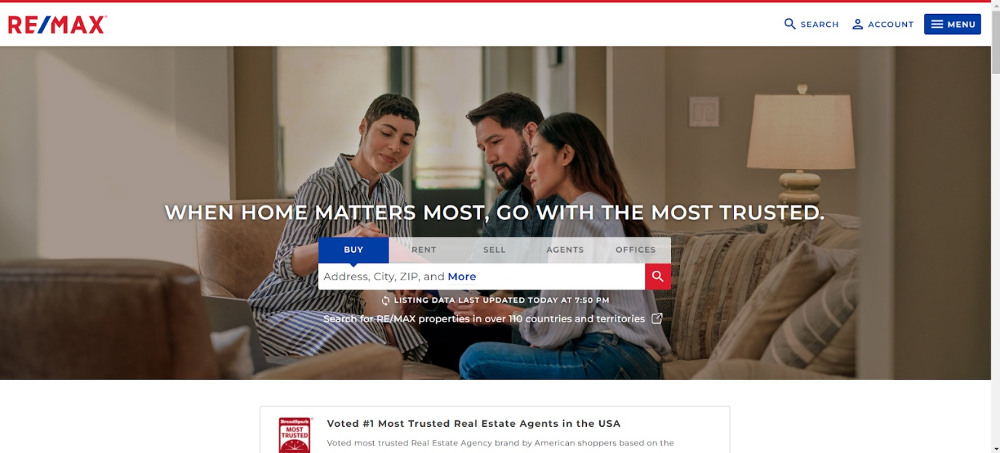 RE/MAX
SEARCH
ACCOUNT
MENU
WHEN HOME MATTERS MOST, GO WITH THE MOST TRUSTED.
BUY
RENT
SELL
AGENTS
OFFICES
Address, City, ZIP, and More
LISTING DATA LAST UPDATED TODAY AT 7:50 PM
Search for RE/MAX properties in over 110 countries and territories
BrandSpark
MOST
TRUSTED
Voted #1 Most Trusted Real Estate Agents in the USA
Voted most trusted Real Estate Agency brand by American shoppers based on the